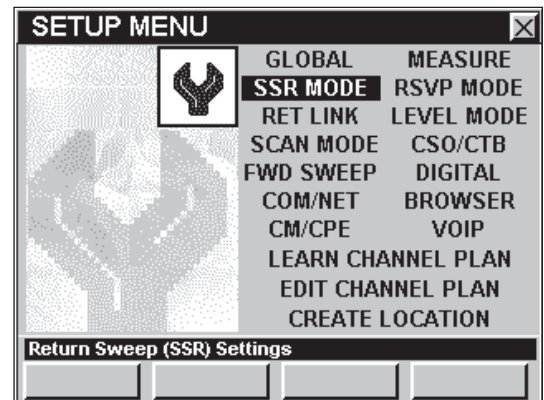 SETUP MENU
GLOBAL MEASURE
SSR MODE RSVP MODE
RET LINK LEVEL MODE
SCAN MODE CSO/CTB
FWD SWEEP DIGITAL
COM/NET BROWSER
CM/CPE VOIP
LEARN CHANNEL PLAN
EDIT CHANNEL PLAN
CREATE LOCATION
Return Sweep (SSR) Settings